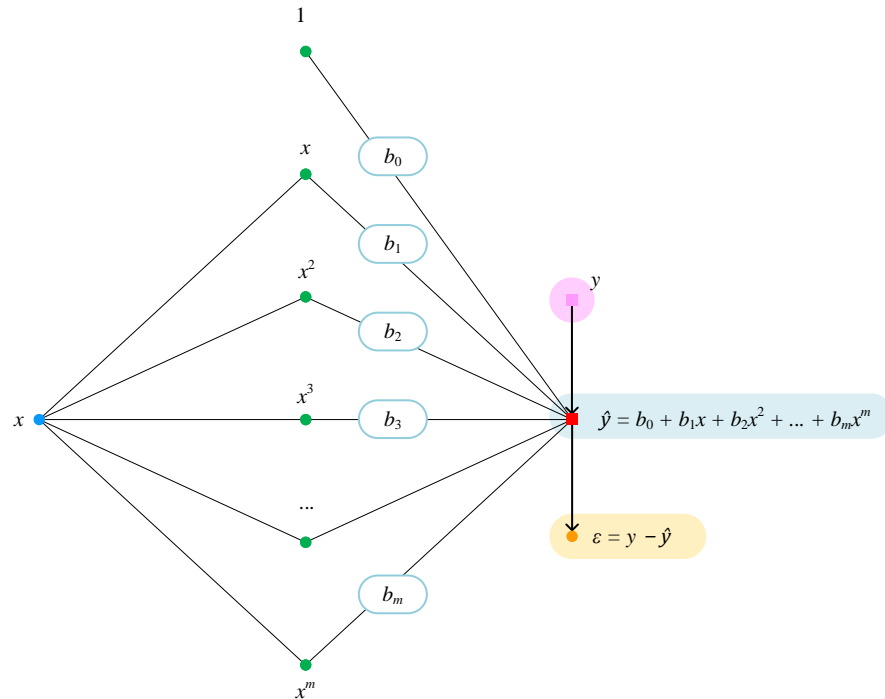 1
b₀
x
b₁
x²
b₂
y
x³
x
b₃
ŷ = b₀ + b₁x + b₂x² + ... + bₘxᵐ
...
ε = y − ŷ
bₘ
xᵐ